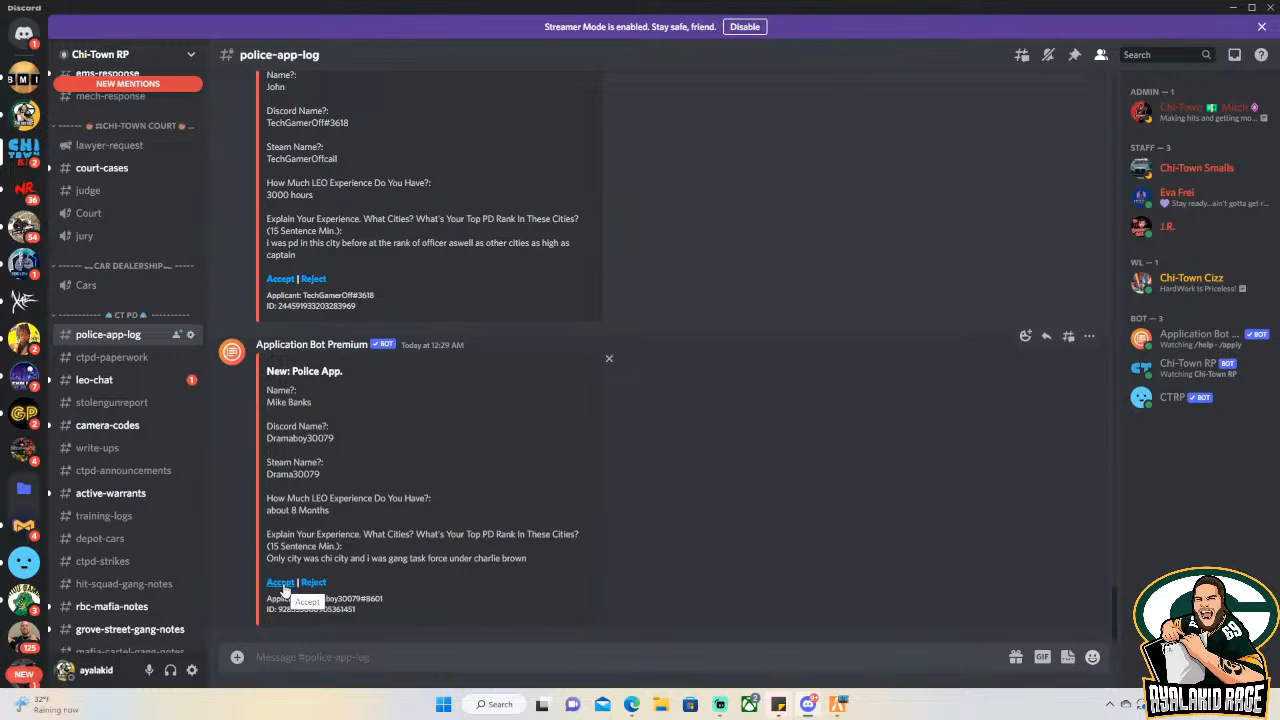 Discord
Streamer Mode is enabled. Stay safe, friend. Disable
Chi-Town RP
police-app-log
Search
ems-response
NEW MENTIONS
mech-response
CHI-TOWN COURT
lawyer-request
court-cases
judge
Court
jury
CAR DEALERSHIP
Cars
CT PD
police-app-log
ctpd-paperwork
leo-chat
1
stolengunreport
camera-codes
write-ups
ctpd-announcements
active-warrants
training-logs
depot-cars
ctpd-strikes
hit-squad-gang-notes
rbc-mafia-notes
grove-street-gang-notes
mafia-cartel-gang-notes
ayalakid
Name?:
John
Discord Name?:
TechGamerOff#3618
Steam Name?:
TechGamerOffcail
How Much LEO Experience Do You Have?:
3000 hours
Explain Your Experience. What Cities? What's Your Top PD Rank In These Cities?
(15 Sentence Min.):
i was pd in this city before at the rank of officer aswell as other cities as high as
captain
Accept | Reject
Applicant: TechGamerOff#3618
ID: 244591933203283969
Application Bot Premium BOT Today at 12:29 AM
New: Police App.
Name?:
Mike Banks
Discord Name?:
Dramaboy30079
Steam Name?:
Drama30079
How Much LEO Experience Do You Have?:
about 8 Months
Explain Your Experience. What Cities? What's Your Top PD Rank In These Cities?
(15 Sentence Min.):
Only city was chi city and i was gang task force under charlie brown
Accept | Reject
Accept
boy30079#8601
Message #police-app-log
GIF
ADMIN — 1
Chi-Town Mitch
Making hits and getting mo...
STAFF — 3
Chi-Town Smalls
Eva Frei
Stay ready...ain't gotta get r...
J.R.
WL — 1
Chi-Town Cizz
HardWork Is Priceless!
BOT — 3
Application Bot ... BOT
Watching /help - /apply
Chi-Town RP BOT
Watching Chi-Town RP
CTRP BOT
AYALAKID RAGE
32°F
Raining now
Search
NEW